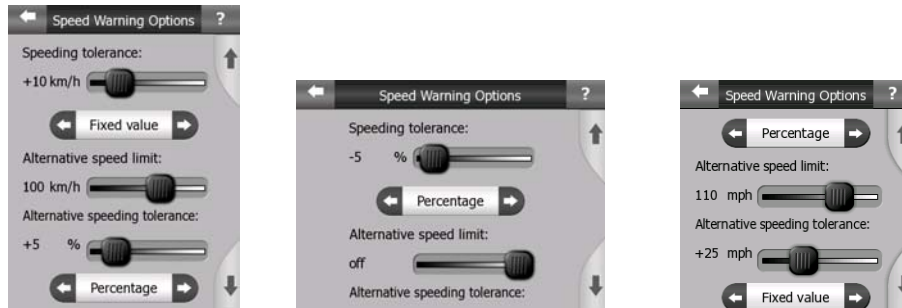 Speed Warning Options ?
Speeding tolerance:
+10 km/h
Fixed value
Alternative speed limit:
100 km/h
Alternative speeding tolerance:
+5 %
Percentage
Speed Warning Options ?
Speeding tolerance:
-5 %
Percentage
Alternative speed limit:
off
Alternative speeding tolerance:
Speed Warning Options ?
Percentage
Alternative speed limit:
110 mph
Alternative speeding tolerance:
+25 mph
Fixed value